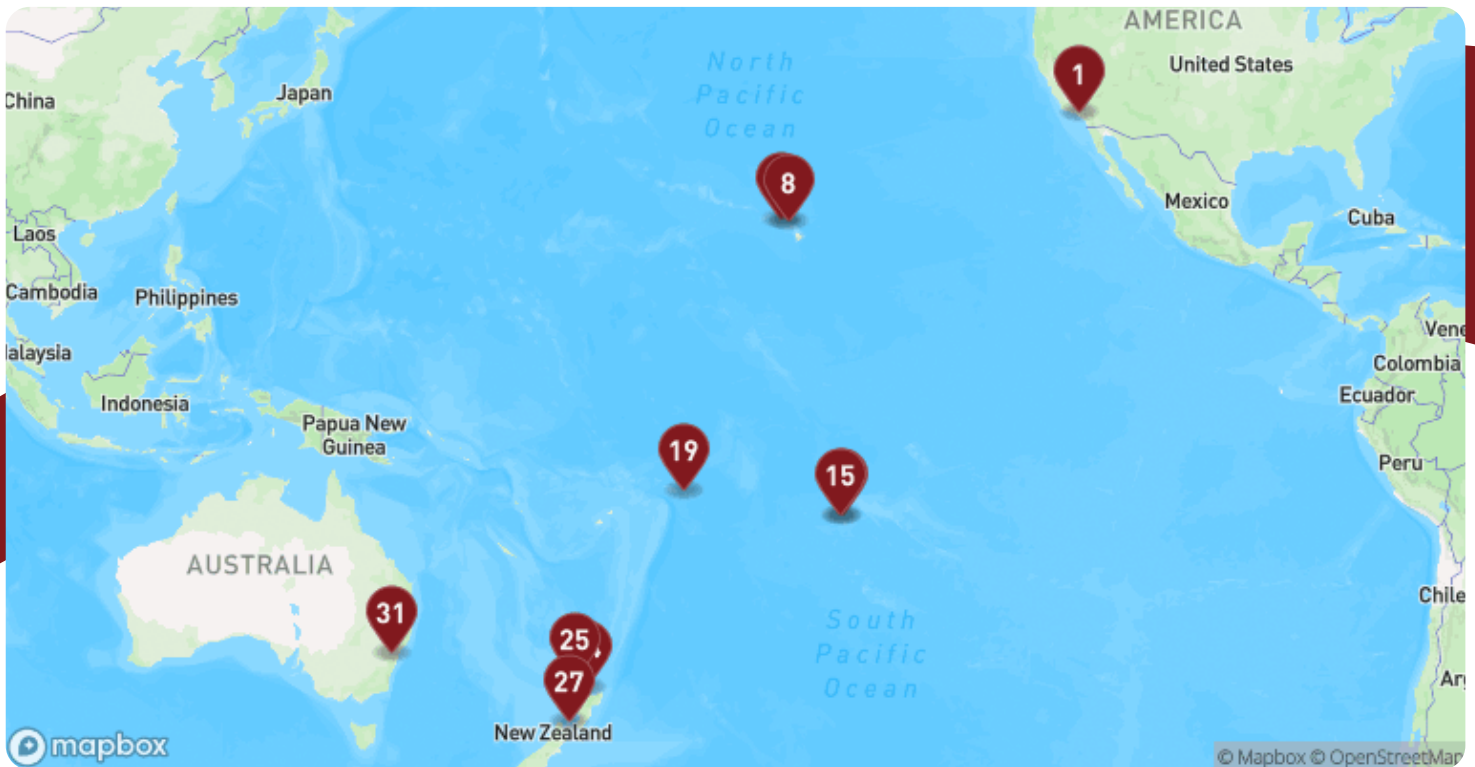 AMERICA
United States
1
North
Pacific
Ocean
Japan
China
8
Mexico
Cuba
Laos
Cambodia
Philippines
alaysia
Vene
Colombia
Ecuador
Indonesia
Papua New
Guinea
19
15
Peru
AUSTRALIA
31
Chile
25
South
Pacific
Ocean
27
New Zealand
Arg
mapbox
© Mapbox © OpenStreetMap